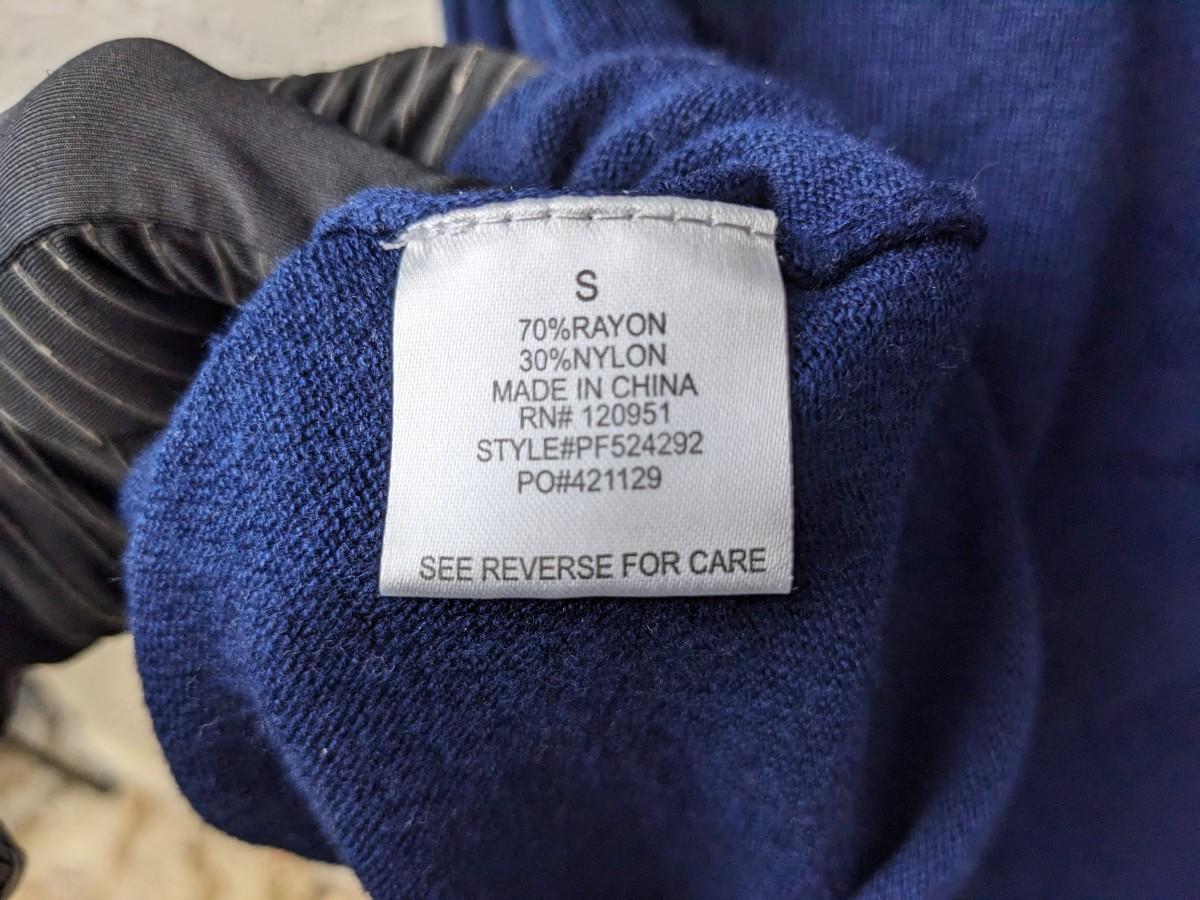 S
70%RAYON
30%NYLON
MADE IN CHINA
RN# 120951
STYLE#PF524292
PO#421129
SEE REVERSE FOR CARE